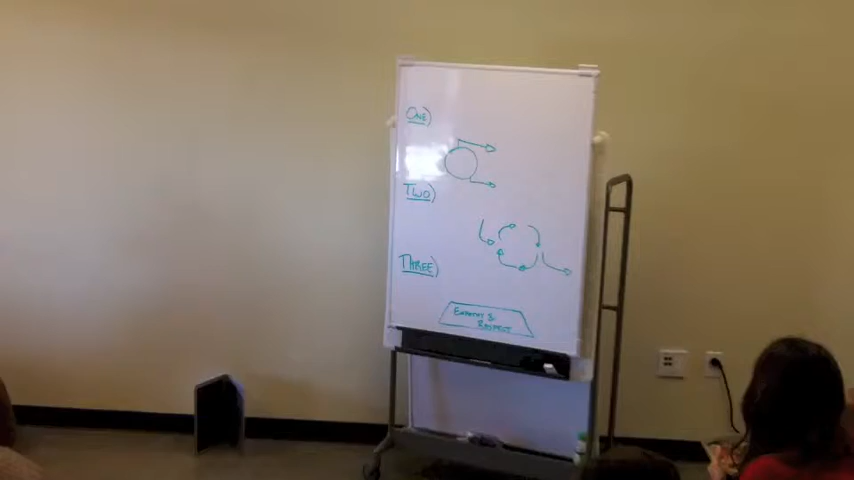 ONE)
TWO)
THREE)
EMPATHY &
RESPECT